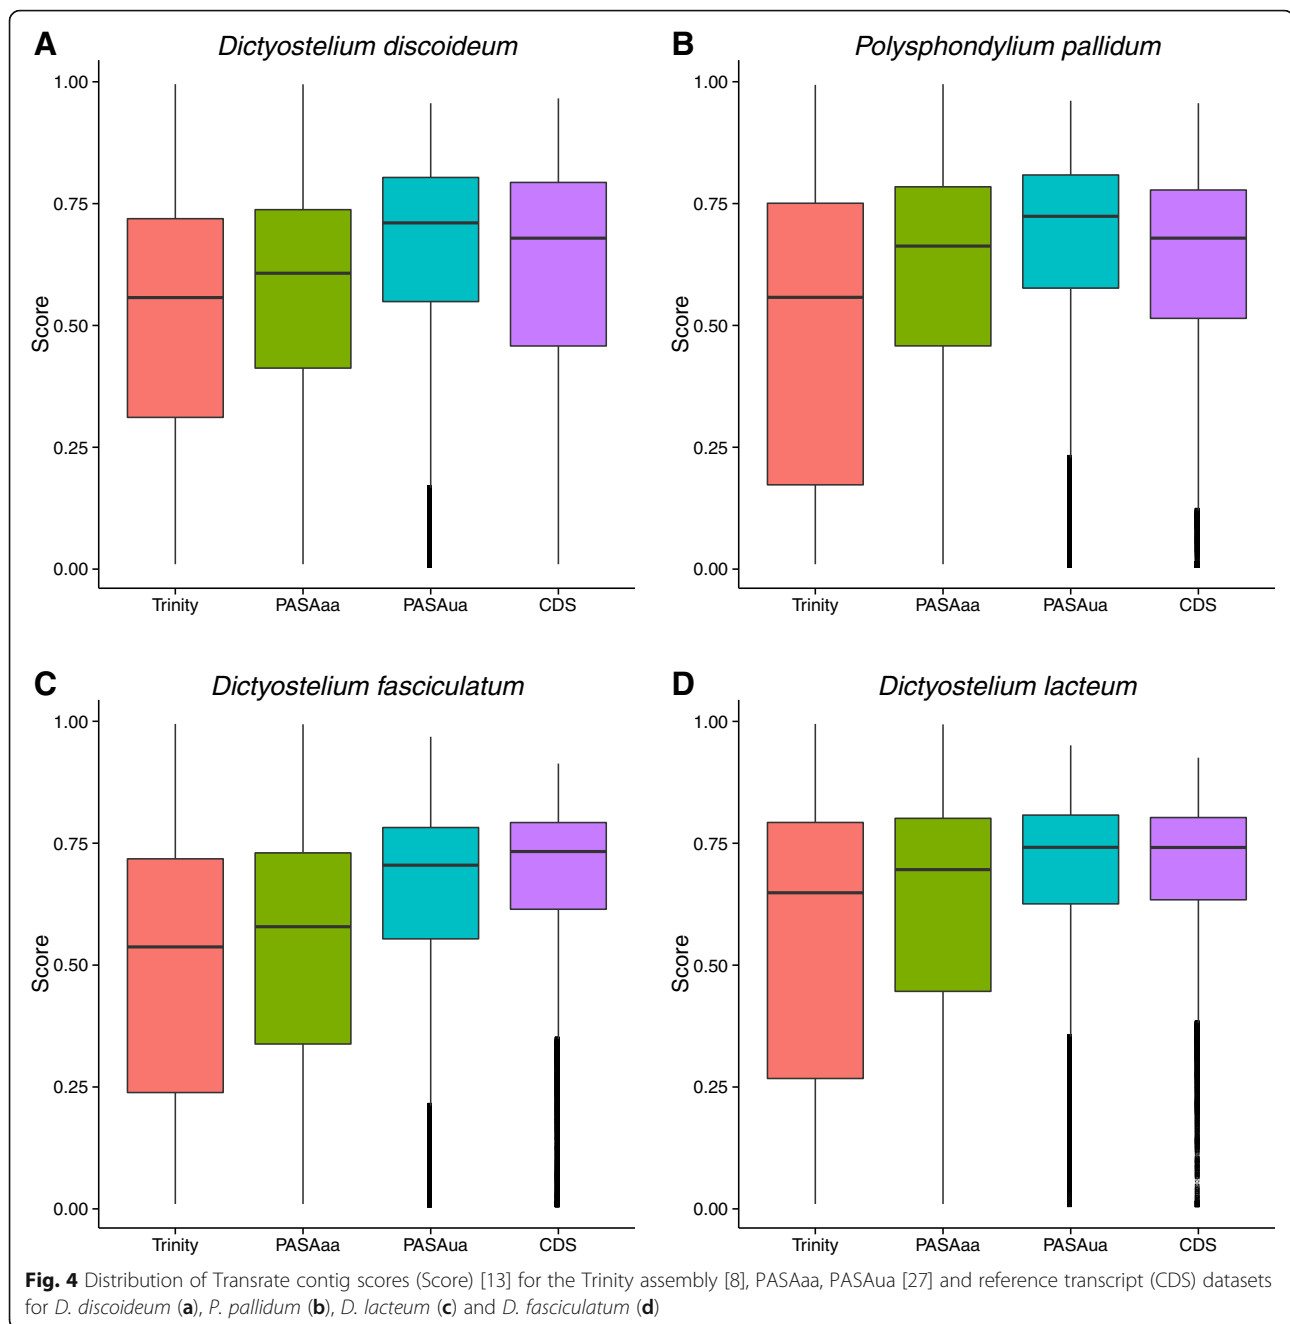 A
Dictyostelium discoideum
1.00
0.75
0.50
0.25
0.00
Score
Trinity PASAaa PASAua CDS
B
Polysphondylium pallidum
1.00
0.75
0.50
0.25
0.00
Score
Trinity PASAaa PASAua CDS
C
Dictyostelium fasciculatum
1.00
0.75
0.50
0.25
0.00
Score
Trinity PASAaa PASAua CDS
D
Dictyostelium lacteum
1.00
0.75
0.50
0.25
0.00
Score
Trinity PASAaa PASAua CDS
Fig. 4 Distribution of Transrate contig scores (Score) [13] for the Trinity assembly [8], PASAaa, PASAua [27] and reference transcript (CDS) datasets
for D. discoideum (a), P. pallidum (b), D. lacteum (c) and D. fasciculatum (d)